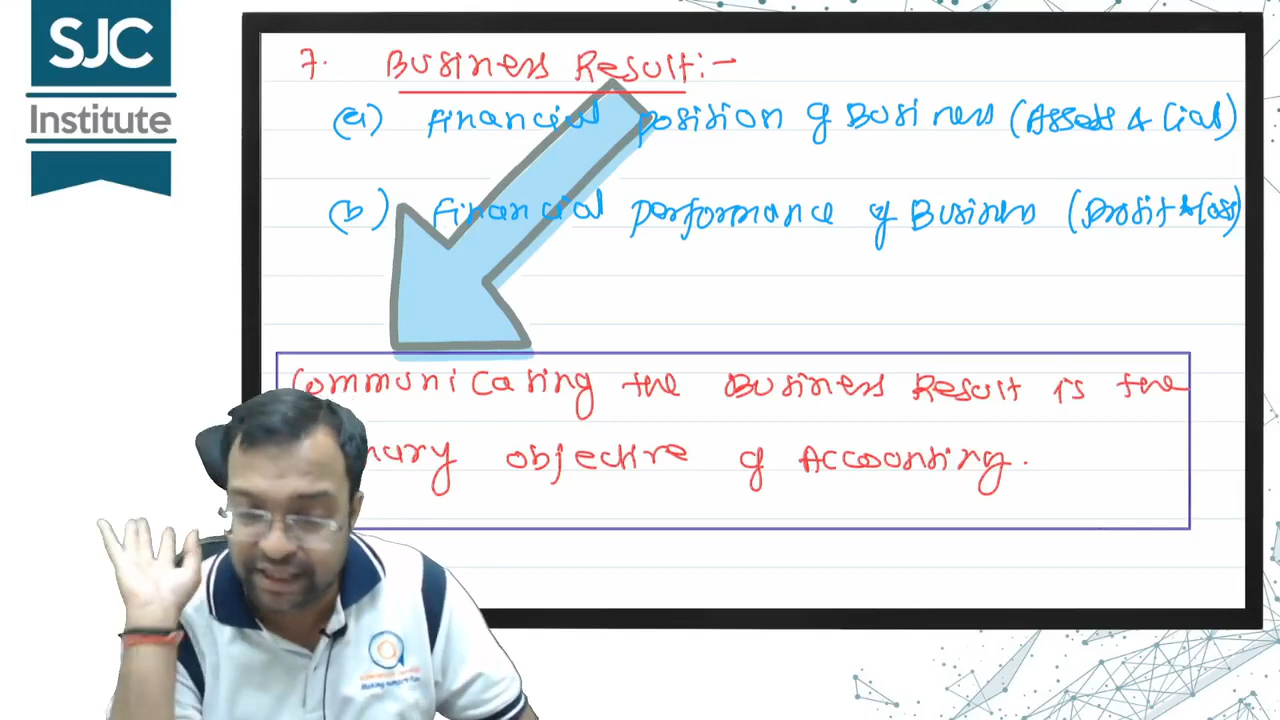 SJC
Institute
7. Business Result:-
(a) Financial position of Business (Assets & Liab)
(b) Financial performance of Business (Profit & Loss)
Communicating the Business Result is the
objective of Accounting.